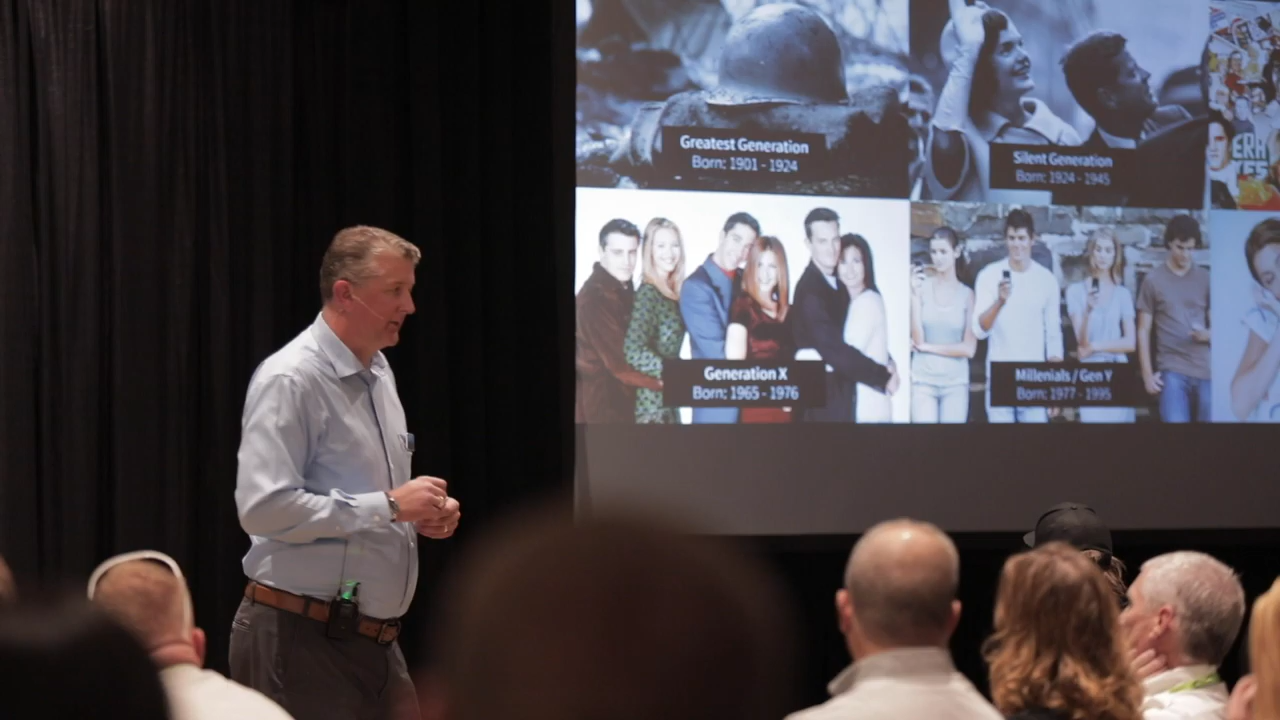 Greatest Generation
Born: 1901 - 1924
Silent Generation
Born: 1924 - 1945
Generation X
Born: 1965 - 1976
Millenials / Gen Y
Born: 1977 - 1995